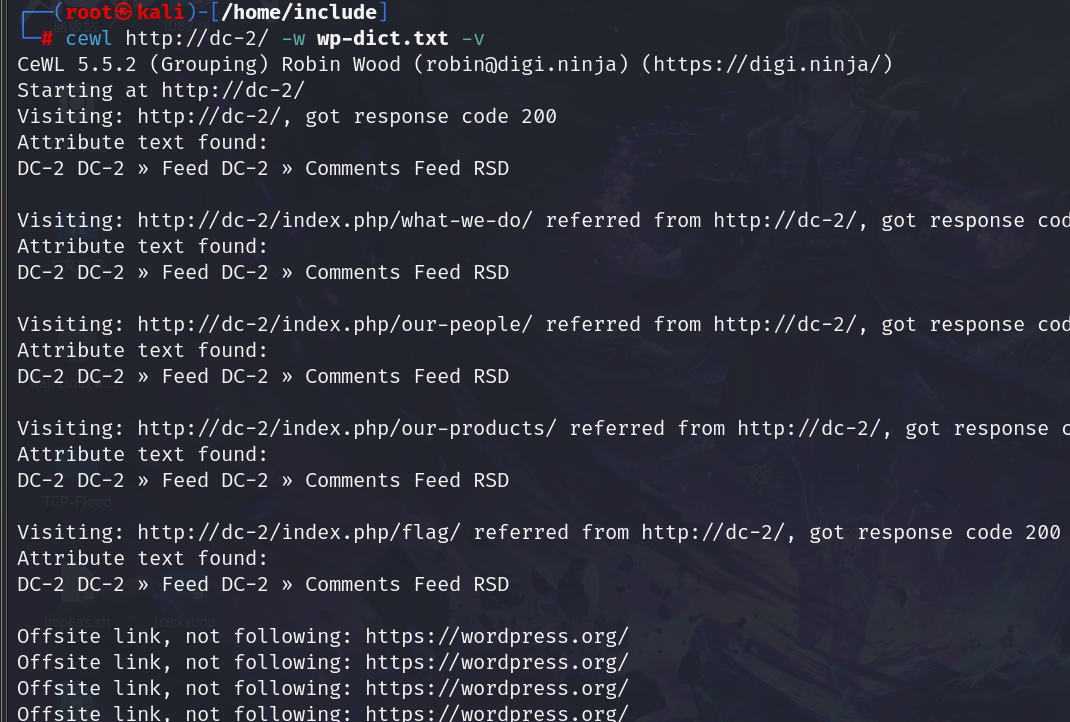 ┌──(root㉿kali)-[/home/include]
└─# cewl http://dc-2/ -w wp-dict.txt -v
CeWL 5.5.2 (Grouping) Robin Wood (robin@digi.ninja) (https://digi.ninja/)
Starting at http://dc-2/
Visiting: http://dc-2/, got response code 200
Attribute text found:
DC-2 DC-2 » Feed DC-2 » Comments Feed RSD
Visiting: http://dc-2/index.php/what-we-do/ referred from http://dc-2/, got response cod
Attribute text found:
DC-2 DC-2 » Feed DC-2 » Comments Feed RSD
Visiting: http://dc-2/index.php/our-people/ referred from http://dc-2/, got response cod
Attribute text found:
DC-2 DC-2 » Feed DC-2 » Comments Feed RSD
Visiting: http://dc-2/index.php/our-products/ referred from http://dc-2/, got response c
Attribute text found:
DC-2 DC-2 » Feed DC-2 » Comments Feed RSD
TCP-Flood
Visiting: http://dc-2/index.php/flag/ referred from http://dc-2/, got response code 200
Attribute text found:
DC-2 DC-2 » Feed DC-2 » Comments Feed RSD
linpeas.sh hacksudo
Offsite link, not following: https://wordpress.org/
Offsite link, not following: https://wordpress.org/
Offsite link, not following: https://wordpress.org/
Offsite link, not following: https://wordpress.org/